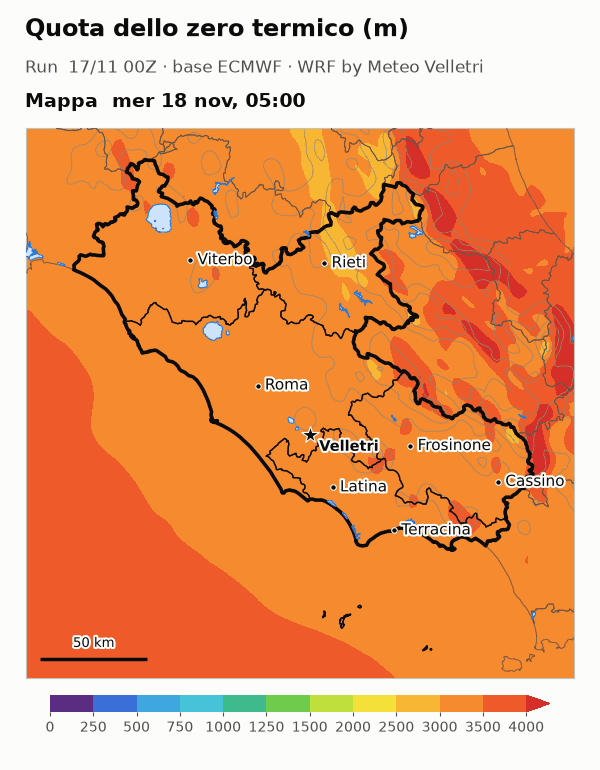 Quota dello zero termico (m)
Run  17/11 00Z · base ECMWF · WRF by Meteo Velletri
Mappa  mer 18 nov, 05:00
Viterbo
Rieti
Roma
Velletri
Frosinone
Cassino
Latina
Terracina
50 km
0 250 500 750 1000 1250 1500 2000 2500 3000 3500 4000